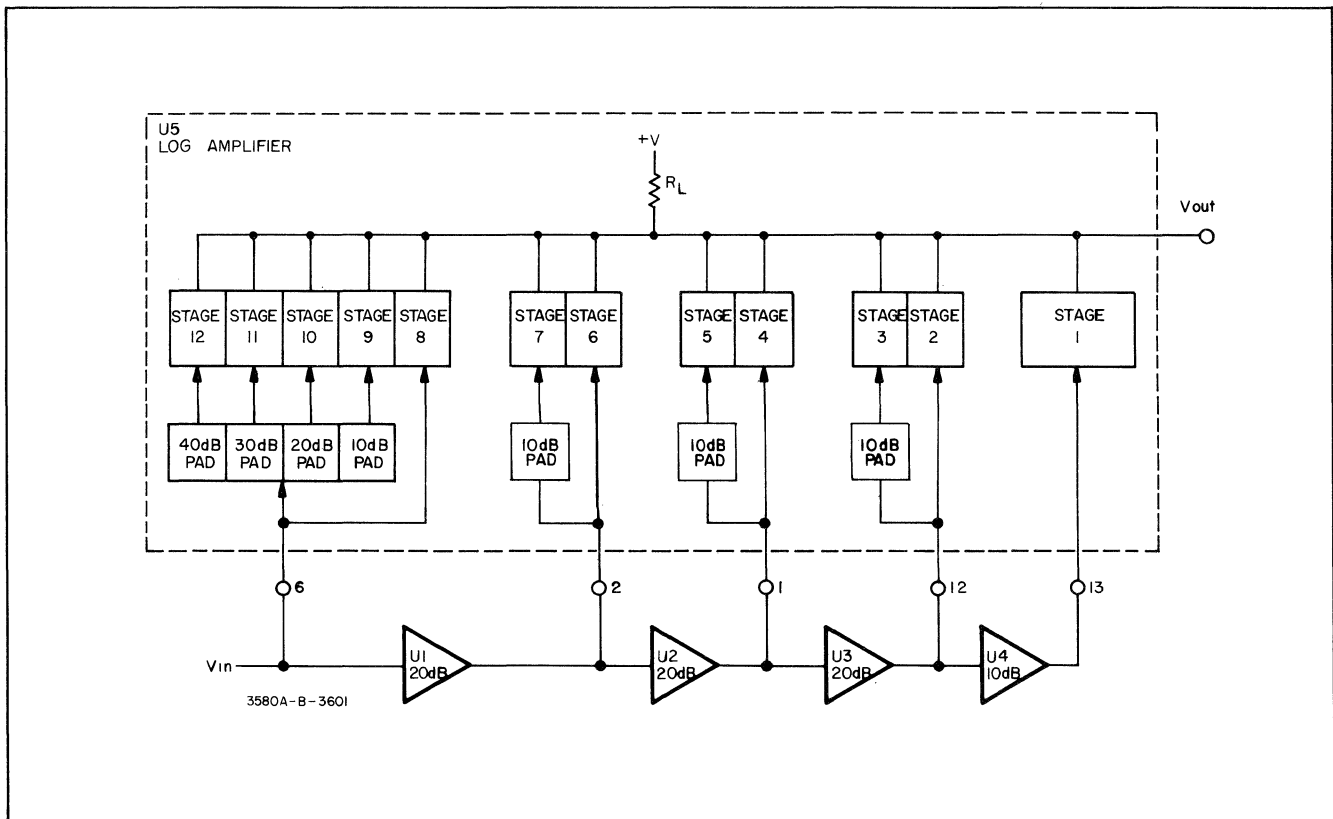 U5
LOG AMPLIFIER
+V
RL
Vout
STAGE
12
STAGE
11
STAGE
10
STAGE
9
STAGE
8
STAGE
7
STAGE
6
STAGE
5
STAGE
4
STAGE
3
STAGE
2
STAGE
1
40dB
PAD
30dB
PAD
20dB
PAD
10dB
PAD
10dB
PAD
10dB
PAD
10dB
PAD
6
2
1
12
13
Vin
U1
20dB
U2
20dB
U3
20dB
U4
10dB
3580A-B-3601